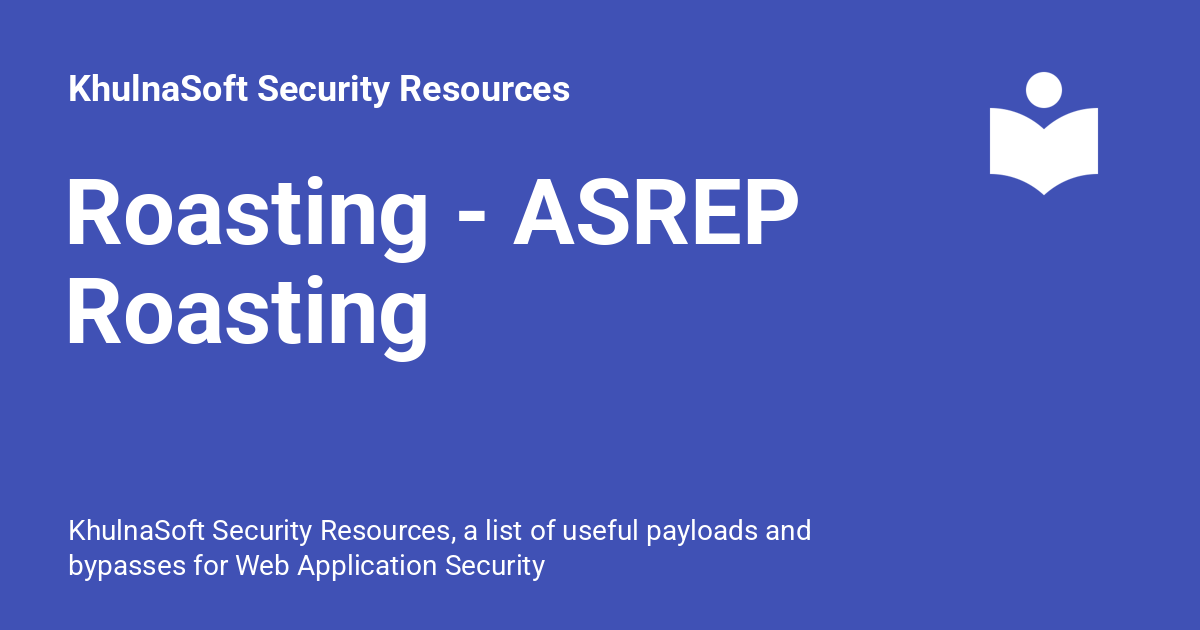 KhulnaSoft Security Resources
Roasting - ASREP
Roasting
KhulnaSoft Security Resources, a list of useful payloads and
bypasses for Web Application Security